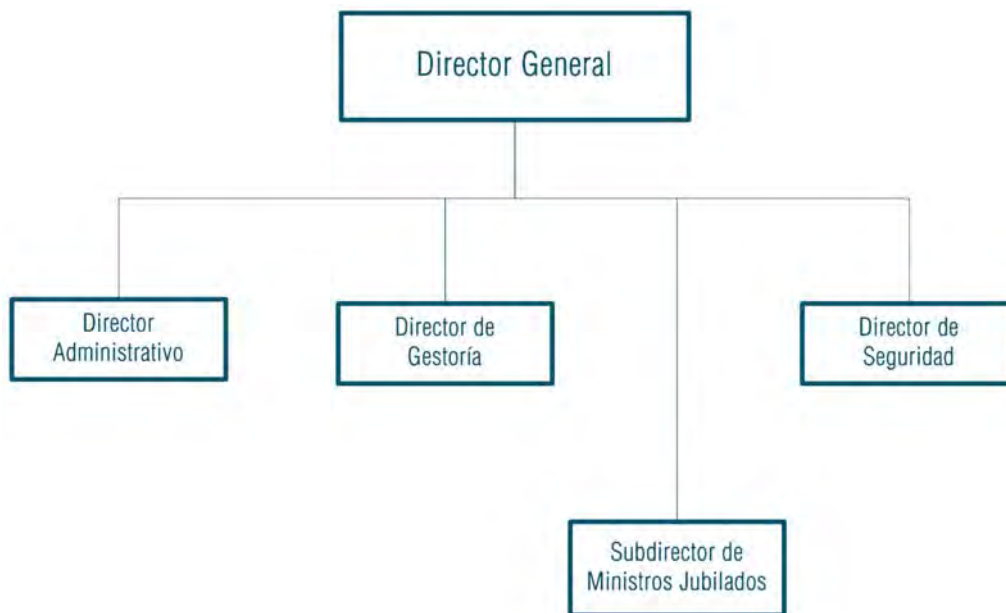 Director General
Director
Administrativo
Director de
Gestoría
Director de
Seguridad
Subdirector de
Ministros Jubilados